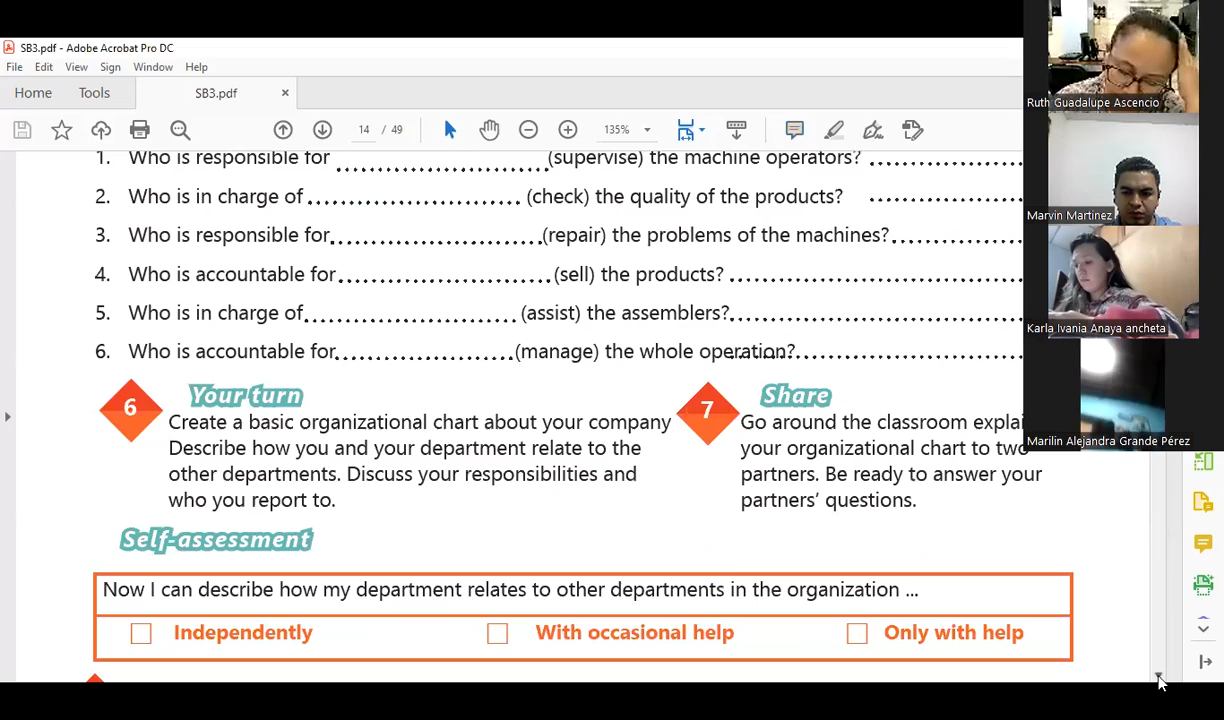 SB3.pdf - Adobe Acrobat Pro DC
File Edit View Sign Window Help
Home Tools SB3.pdf ×
14 / 49 135%
1. Who is responsible for ........................ (supervise) the machine operators? ..................
2. Who is in charge of ........................ (check) the quality of the products? ..................
3. Who is responsible for ........................ (repair) the problems of the machines? ..................
4. Who is accountable for ........................ (sell) the products? ..................
5. Who is in charge of ........................ (assist) the assemblers? ..................
6. Who is accountable for ........................ (manage) the whole operation? ..................
6 Your turn
Create a basic organizational chart about your company
Describe how you and your department relate to the
other departments. Discuss your responsibilities and
who you report to.
7 Share
Go around the classroom explai
your organizational chart to two
partners. Be ready to answer your
partners' questions.
Self-assessment
Now I can describe how my department relates to other departments in the organization ...
Independently With occasional help Only with help
Ruth Guadalupe Ascencio
Marvin Martinez
Karla Ivania Anaya ancheta
Marilin Alejandra Grande Pérez